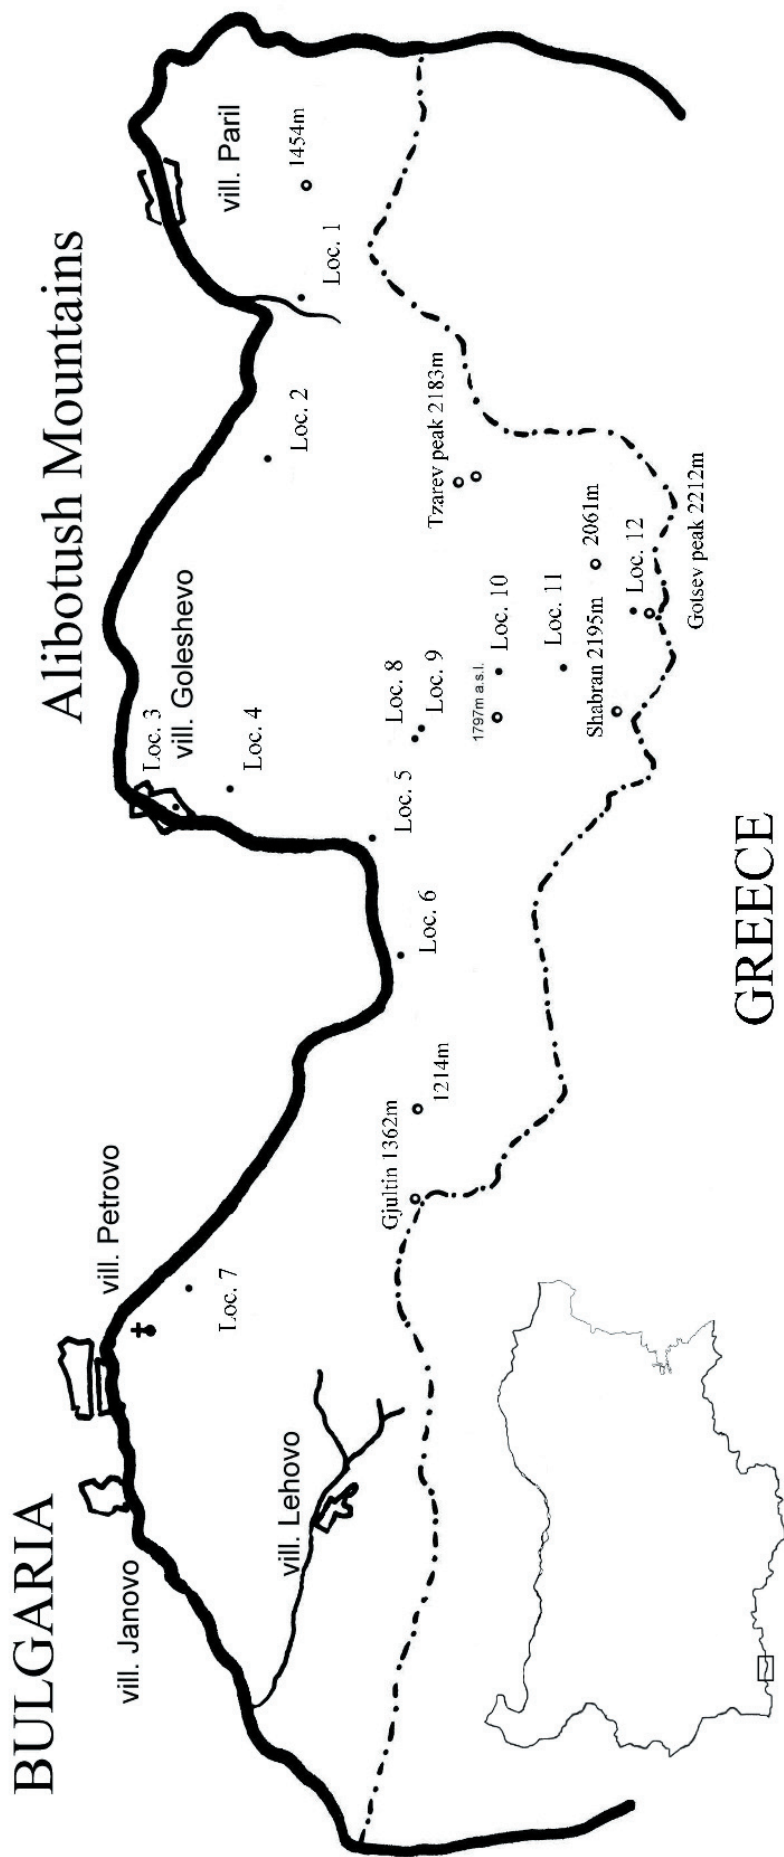 BULGARIA
Alibotush Mountains
vill. Janovo
vill. Petrovo
vill. Lehovo
Loc. 7
Gjultin 1362m
1214m
Loc. 6
Loc. 5
Loc. 3
vill. Goleshevo
Loc. 4
Loc. 8
Loc. 9
1797m a.s.l.
Loc. 10
Loc. 11
Shabran 2195m
2061m
Loc. 12
Gotsev peak 2212m
Tzarev peak 2183m
Loc. 2
Loc. 1
vill. Paril
1454m
GREECE